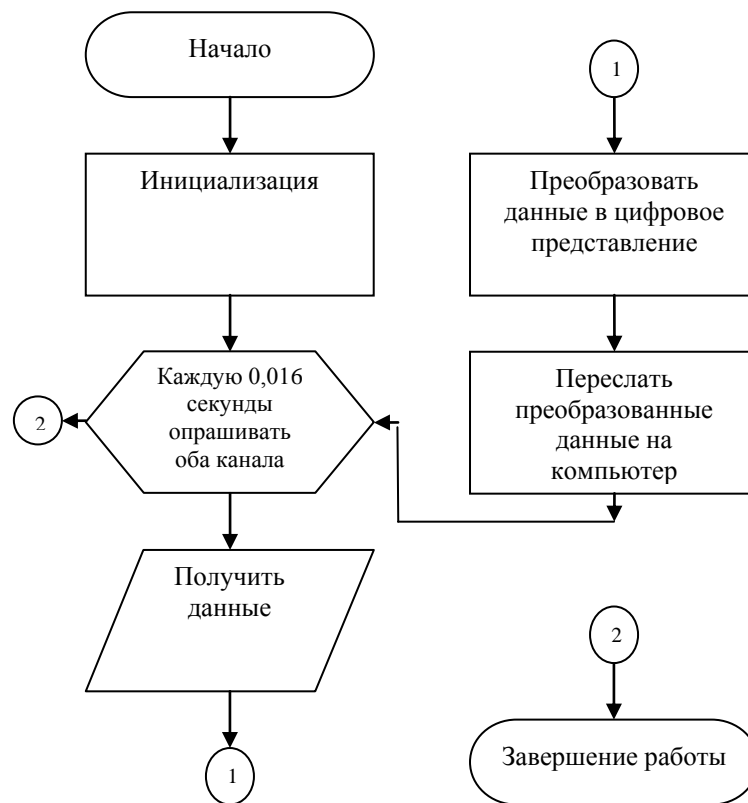 Начало
Инициализация
Каждую 0,016
секунды
опрашивать
оба канала
2
Получить
данные
1
1
Преобразовать
данные в цифровое
представление
Переслать
преобразованные
данные на
компьютер
2
Завершение работы